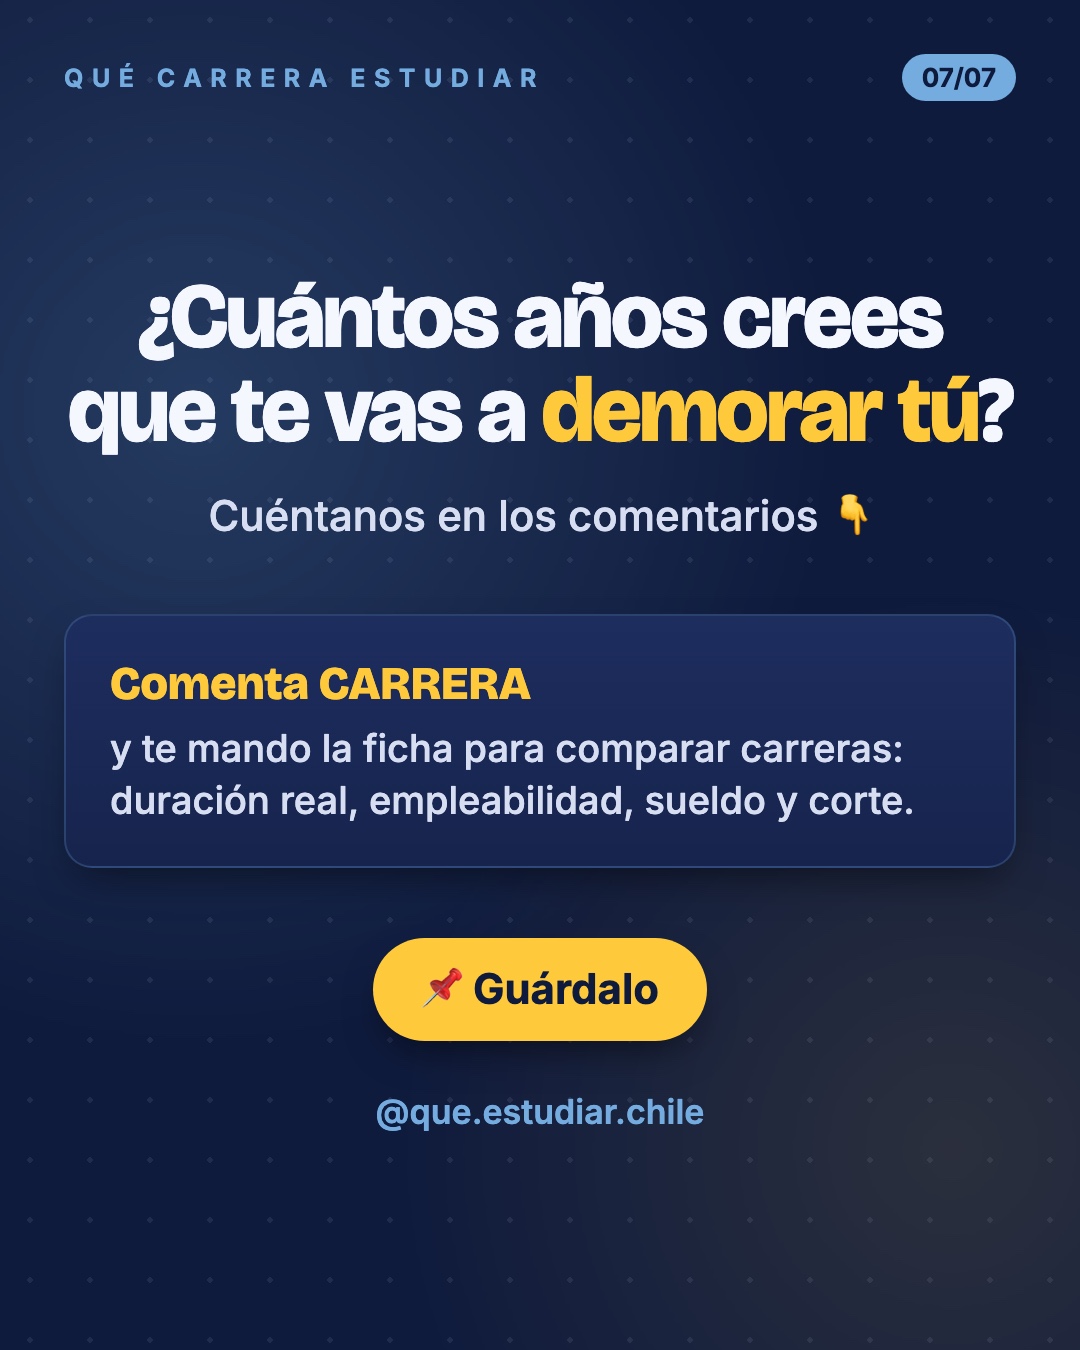 QUÉ CARRERA ESTUDIAR
07/07
¿Cuántos años crees
que te vas a demorar tú?
Cuéntanos en los comentarios 👇
Comenta CARRERA
y te mando la ficha para comparar carreras:
duración real, empleabilidad, sueldo y corte.
📌 Guárdalo
@que.estudiar.chile